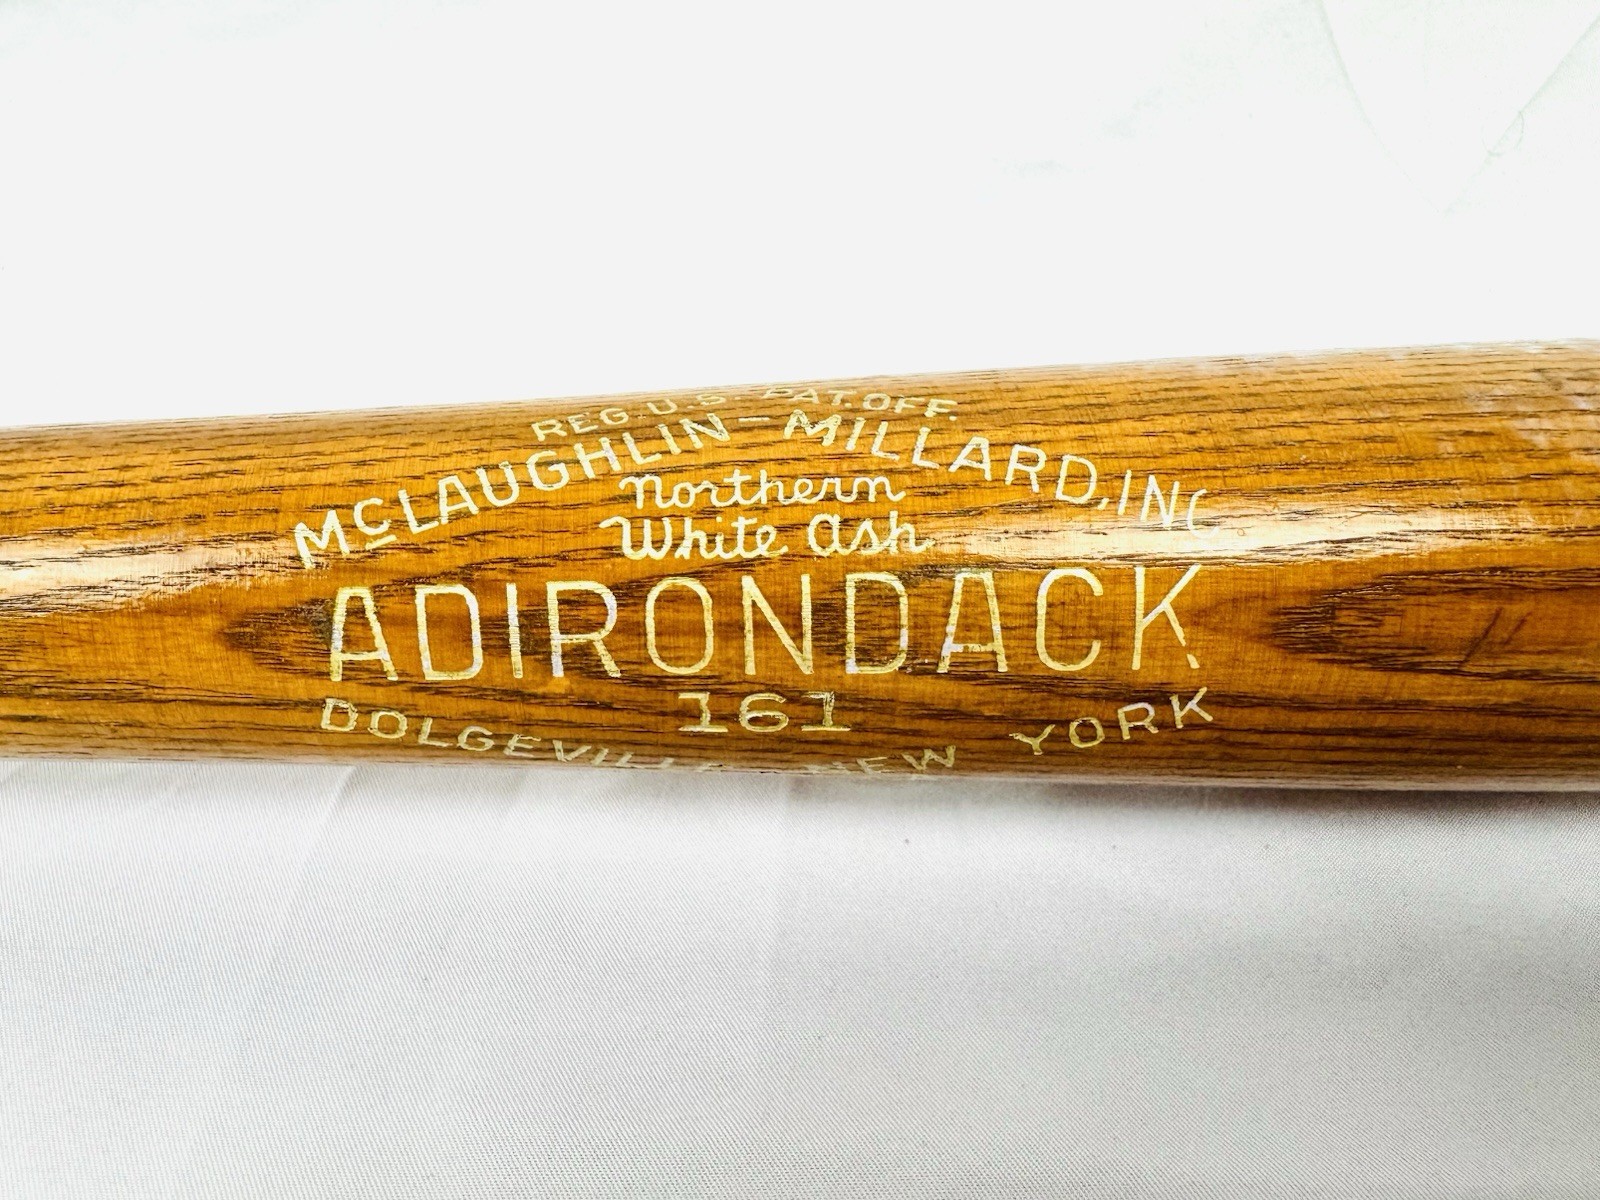 REG. U.S. PAT. OFF.
McLAUGHLIN-MILLARD, INC
Northern
White Ash
ADIRONDACK
161
DOLGEVILLE NEW YORK